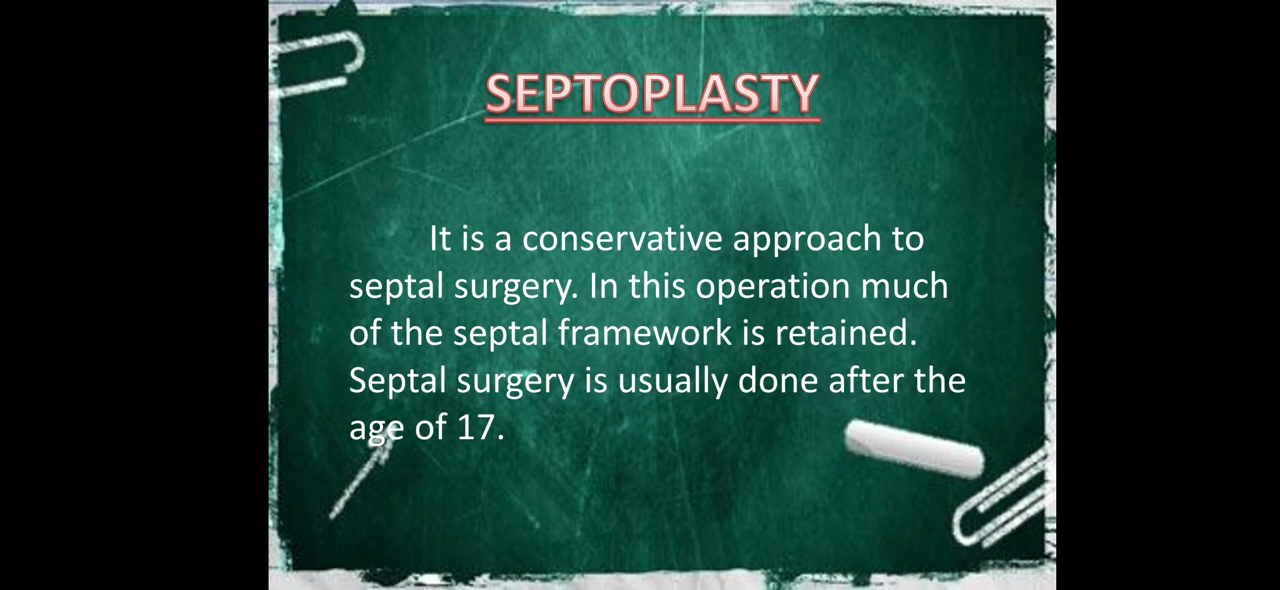 SEPTOPLASTY
It is a conservative approach to
septal surgery. In this operation much
of the septal framework is retained.
Septal surgery is usually done after the
age of 17.